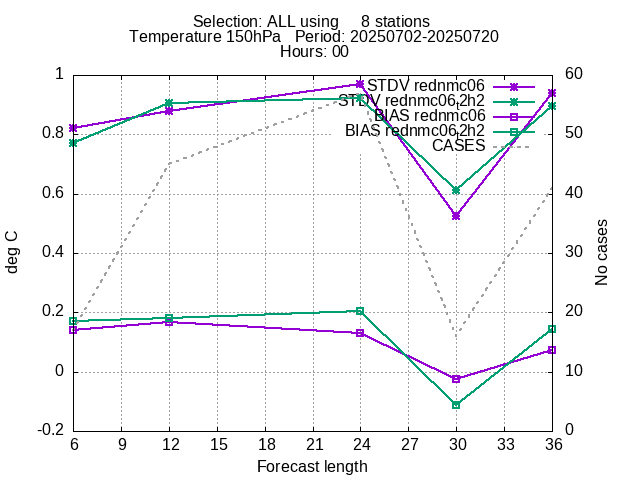 Selection: ALL using     8 stations
Temperature 150hPa   Period: 20250702-20250720
Hours: 00
STDV rednmc06
STDV rednmc06.2h2
BIAS rednmc06
BIAS rednmc06.2h2
CASES
1
0.8
0.6
0.4
0.2
0
-0.2
deg C
60
50
40
30
20
10
0
No cases
6 9 12 15 18 21 24 27 30 33 36
Forecast length